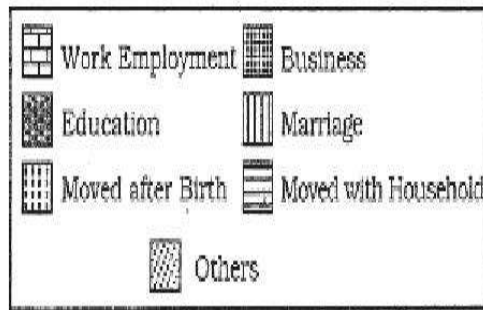 Work Employment Business
Education Marriage
Moved after Birth Moved with Household
Others